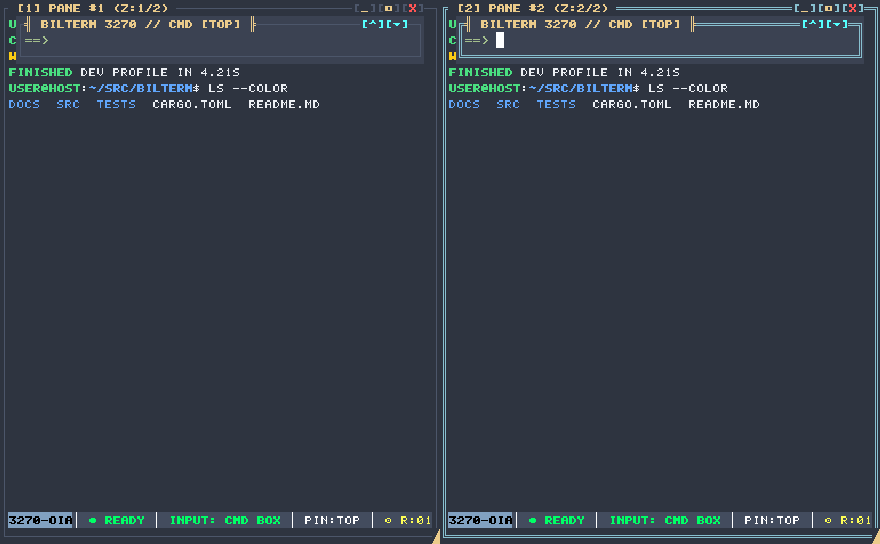 [1] PANE #1 (Z:1/2) [_][o][X]
U BILTERM 3270 // CMD [TOP] [^][~]
C ==>
W
FINISHED DEV PROFILE IN 4.21S
USER@HOST:~/SRC/BILTERM$ LS --COLOR
DOCS SRC TESTS CARGO.TOML README.MD
3270-OIA ● READY │ INPUT: CMD BOX │ PIN:TOP │ ⊙ R:01
[2] PANE #2 (Z:2/2) [_][o][X]
U BILTERM 3270 // CMD [TOP] [^][~]
C ==>
W
FINISHED DEV PROFILE IN 4.21S
USER@HOST:~/SRC/BILTERM$ LS --COLOR
DOCS SRC TESTS CARGO.TOML README.MD
3270-OIA ● READY │ INPUT: CMD BOX │ PIN:TOP │ ⊙ R:01